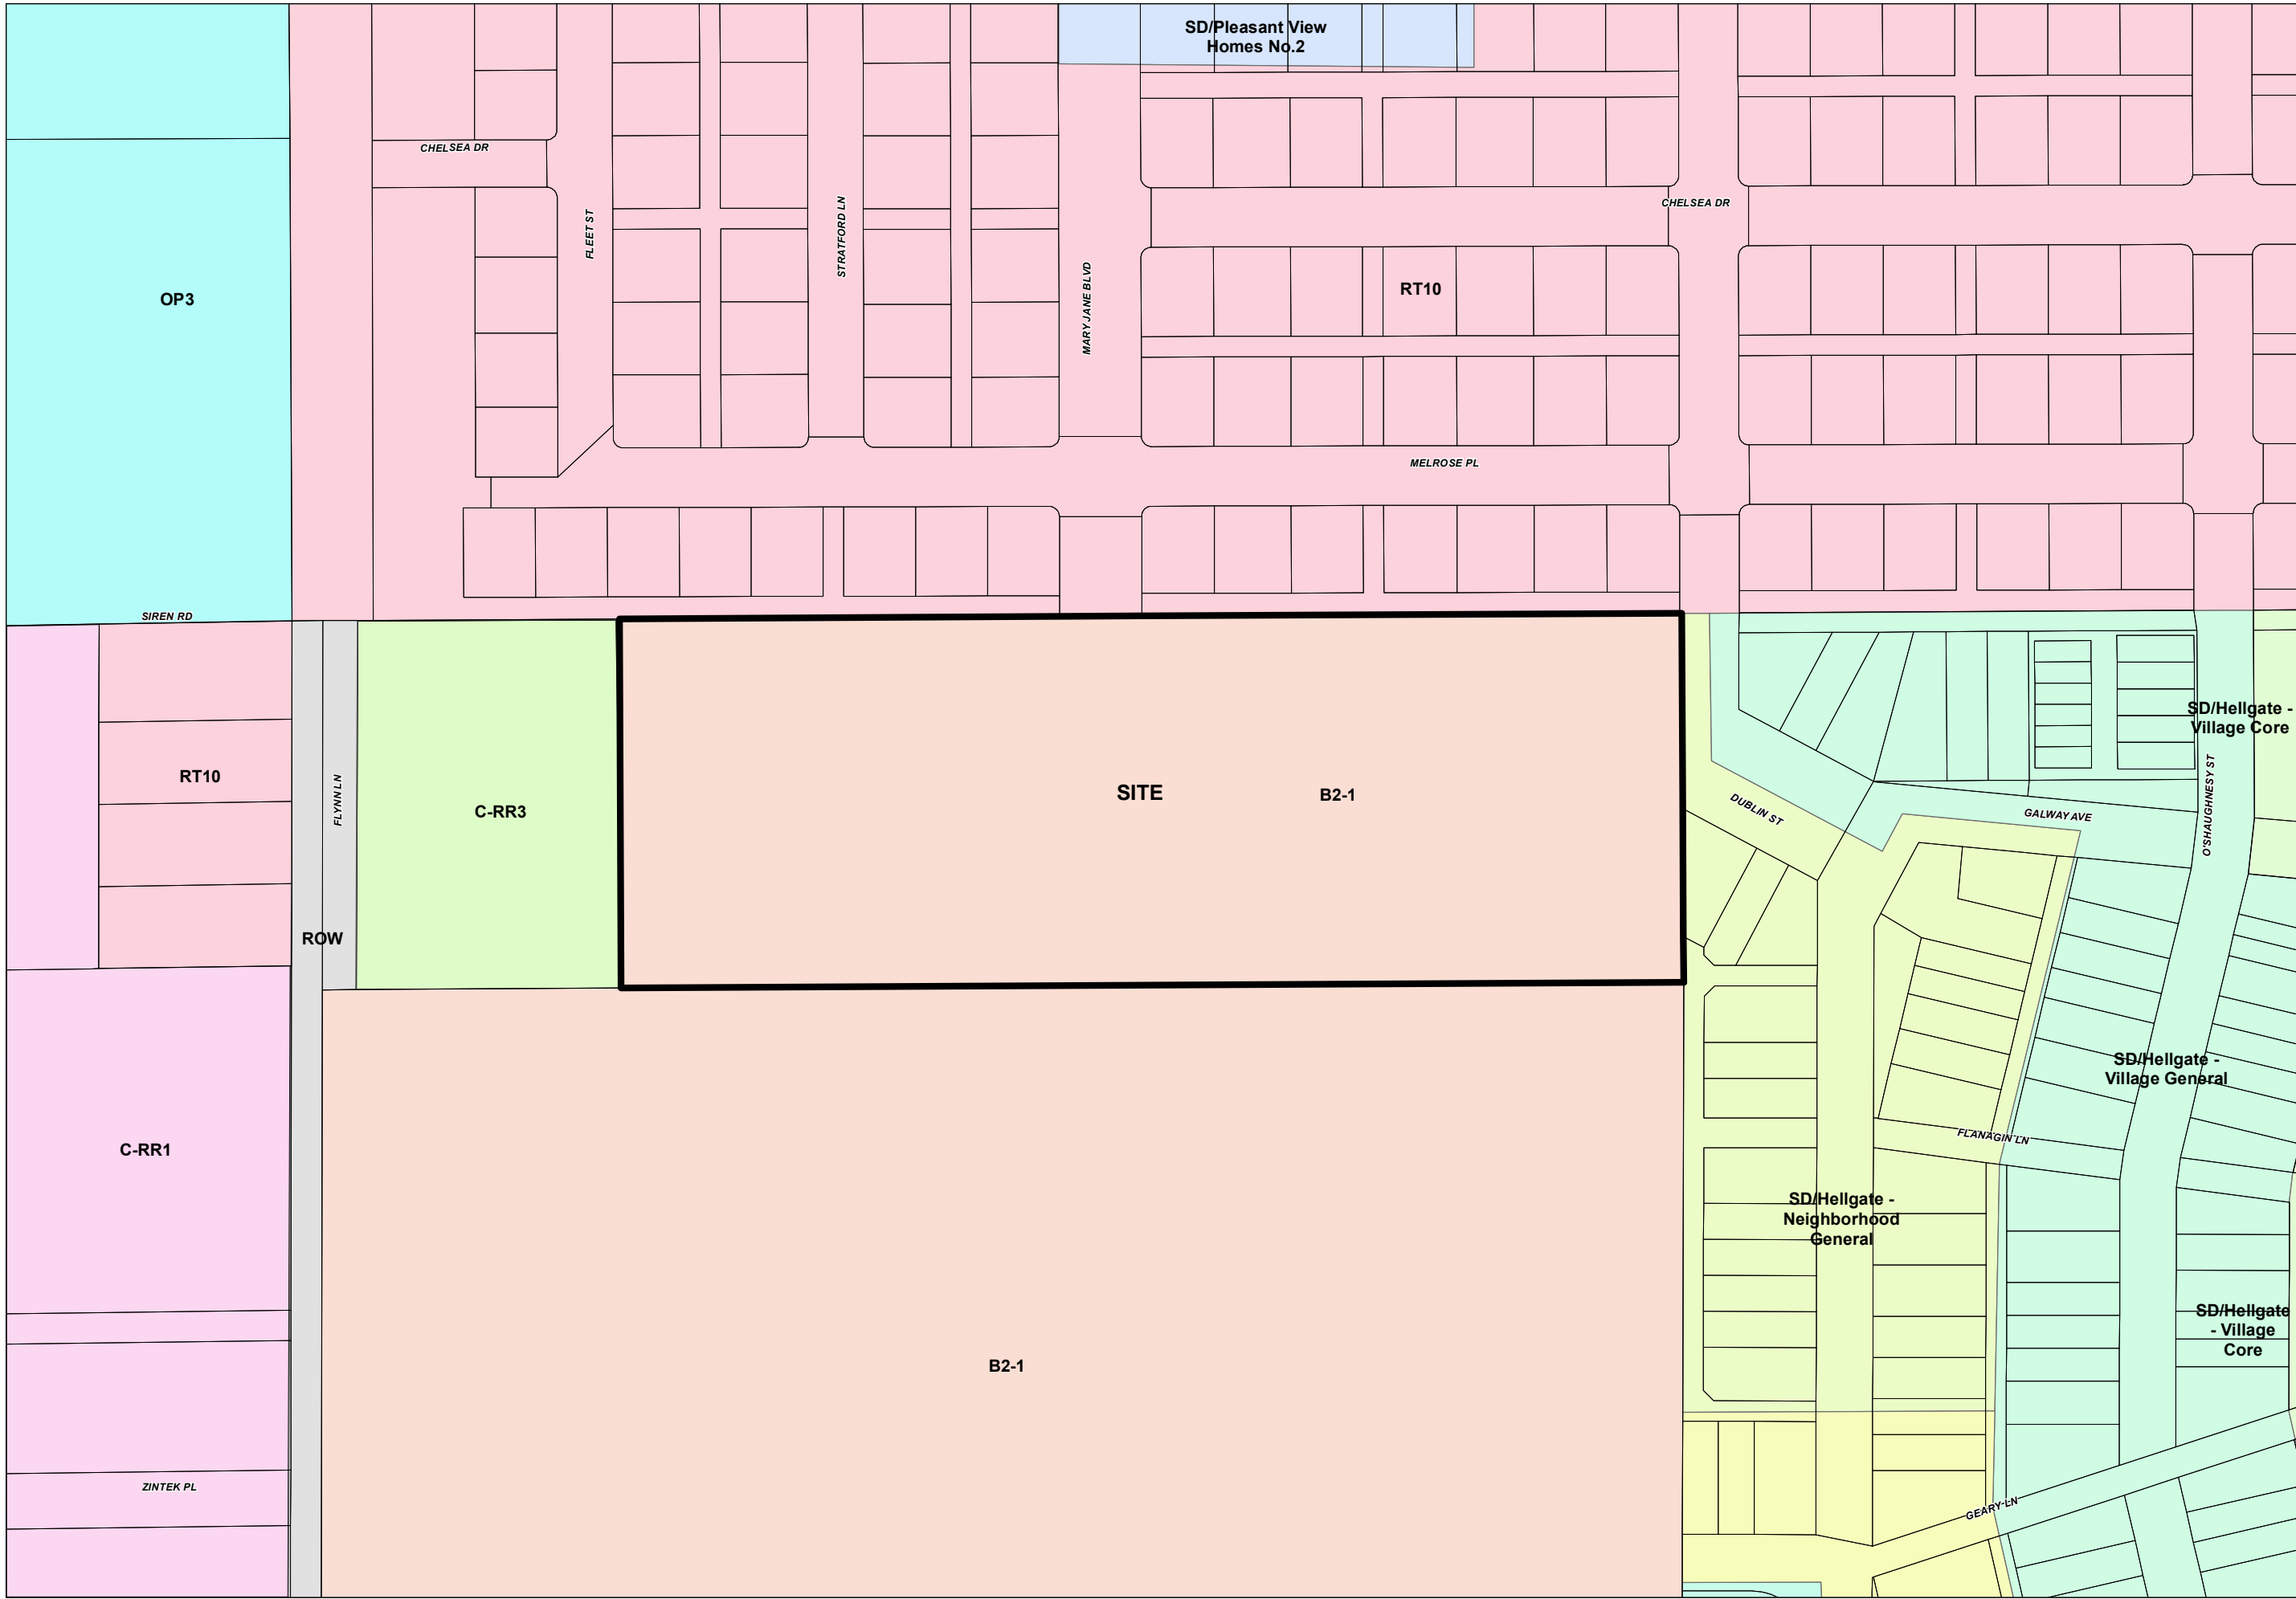 SD/Pleasant View
Homes No.2
CHELSEA DR
CHELSEA DR
FLEET ST
STRATFORD LN
MARY JANE BLVD
OP3
RT10
MELROSE PL
SIREN RD
SD/Hellgate -
Village Core
RT10
FLYNN LN
C-RR3
SITE
B2-1
DUBLIN ST
GALWAY AVE
O'SHAUGHNESY ST
ROW
SD/Hellgate -
Village General
C-RR1
FLANAGIN LN
SD/Hellgate -
Neighborhood
General
SD/Hellgate
- Village
Core
B2-1
ZINTEK PL
GEARY LN